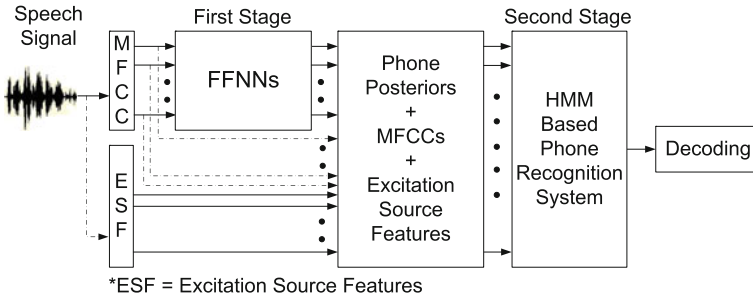 Speech
Signal
First Stage
Second Stage
M
F
C
C
FFNNs
E
S
F
Phone
Posteriors
+
MFCCs
+
Excitation
Source
Features
HMM
Based
Phone
Recognition
System
Decoding
*ESF = Excitation Source Features